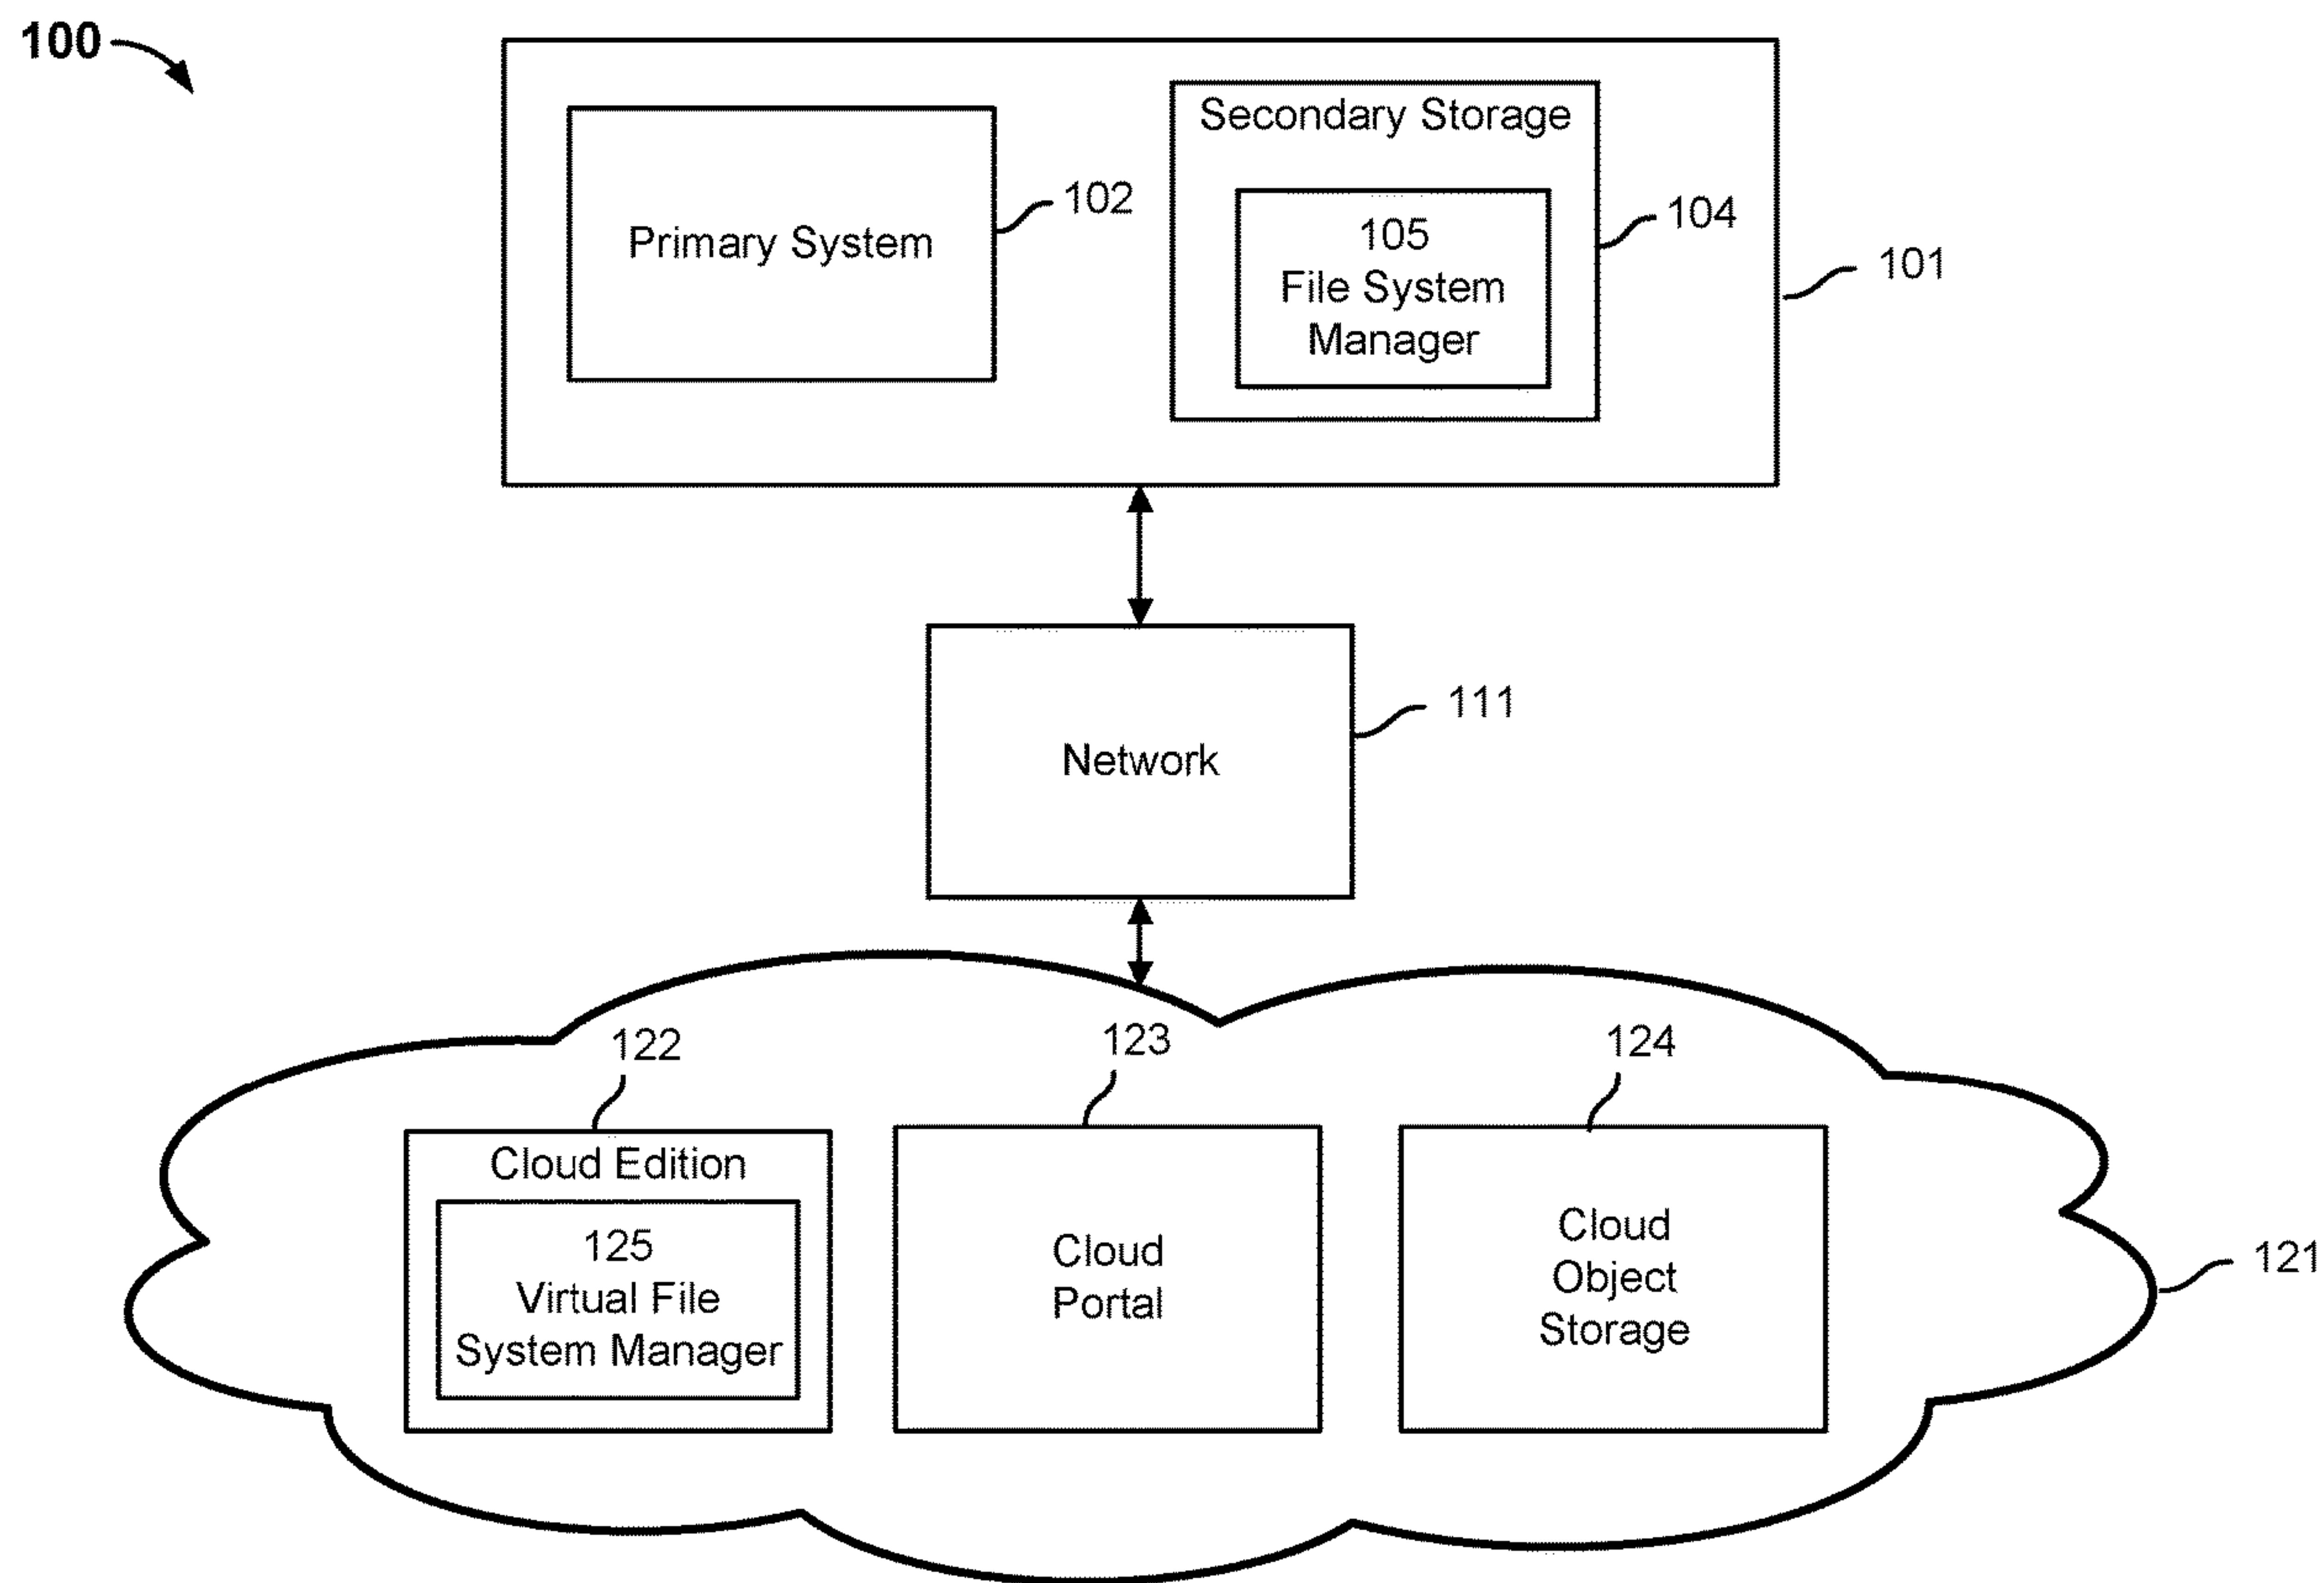 100
Primary System
102
Secondary Storage
105
File System
Manager
104
101
Network
111
122
Cloud Edition
125
Virtual File
System Manager
123
Cloud
Portal
124
Cloud
Object
Storage
121